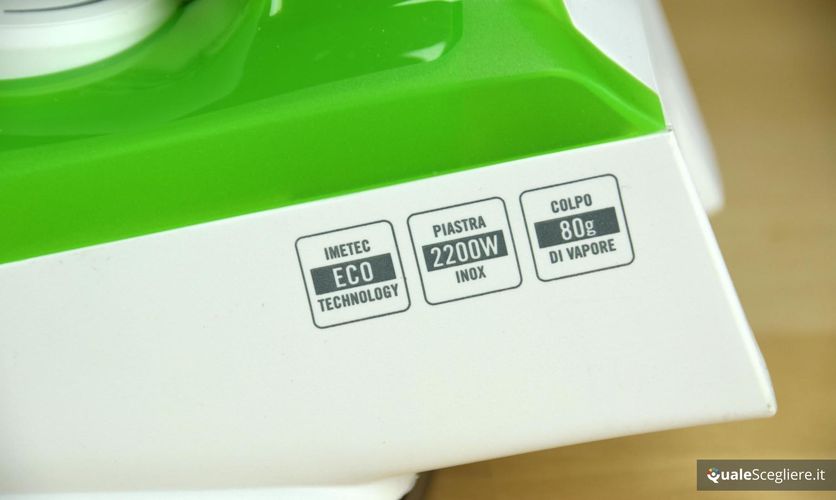 IMETEC
ECO
TECHNOLOGY
PIASTRA
2200W
INOX
COLPO
80g
DI VAPORE
QualeScegliere.it